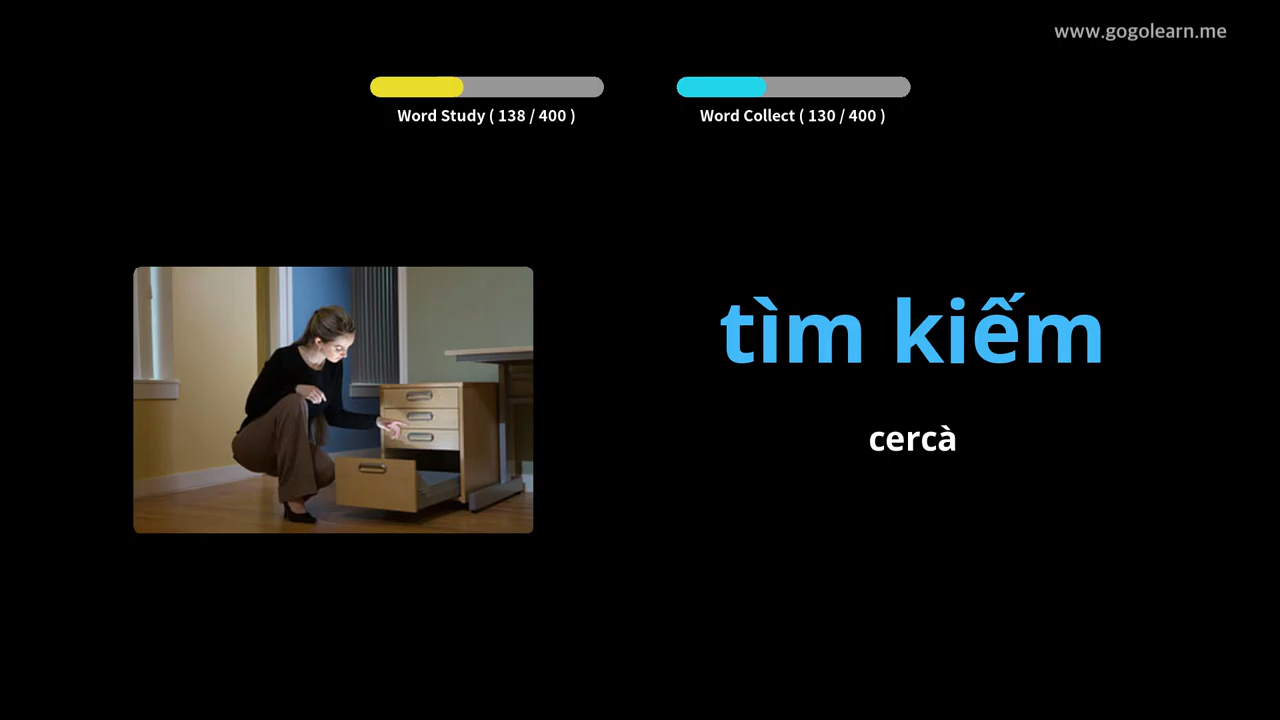 www.gogolearn.me
Word Study ( 138 / 400 )
Word Collect ( 130 / 400 )
tìm kiếm
cercà